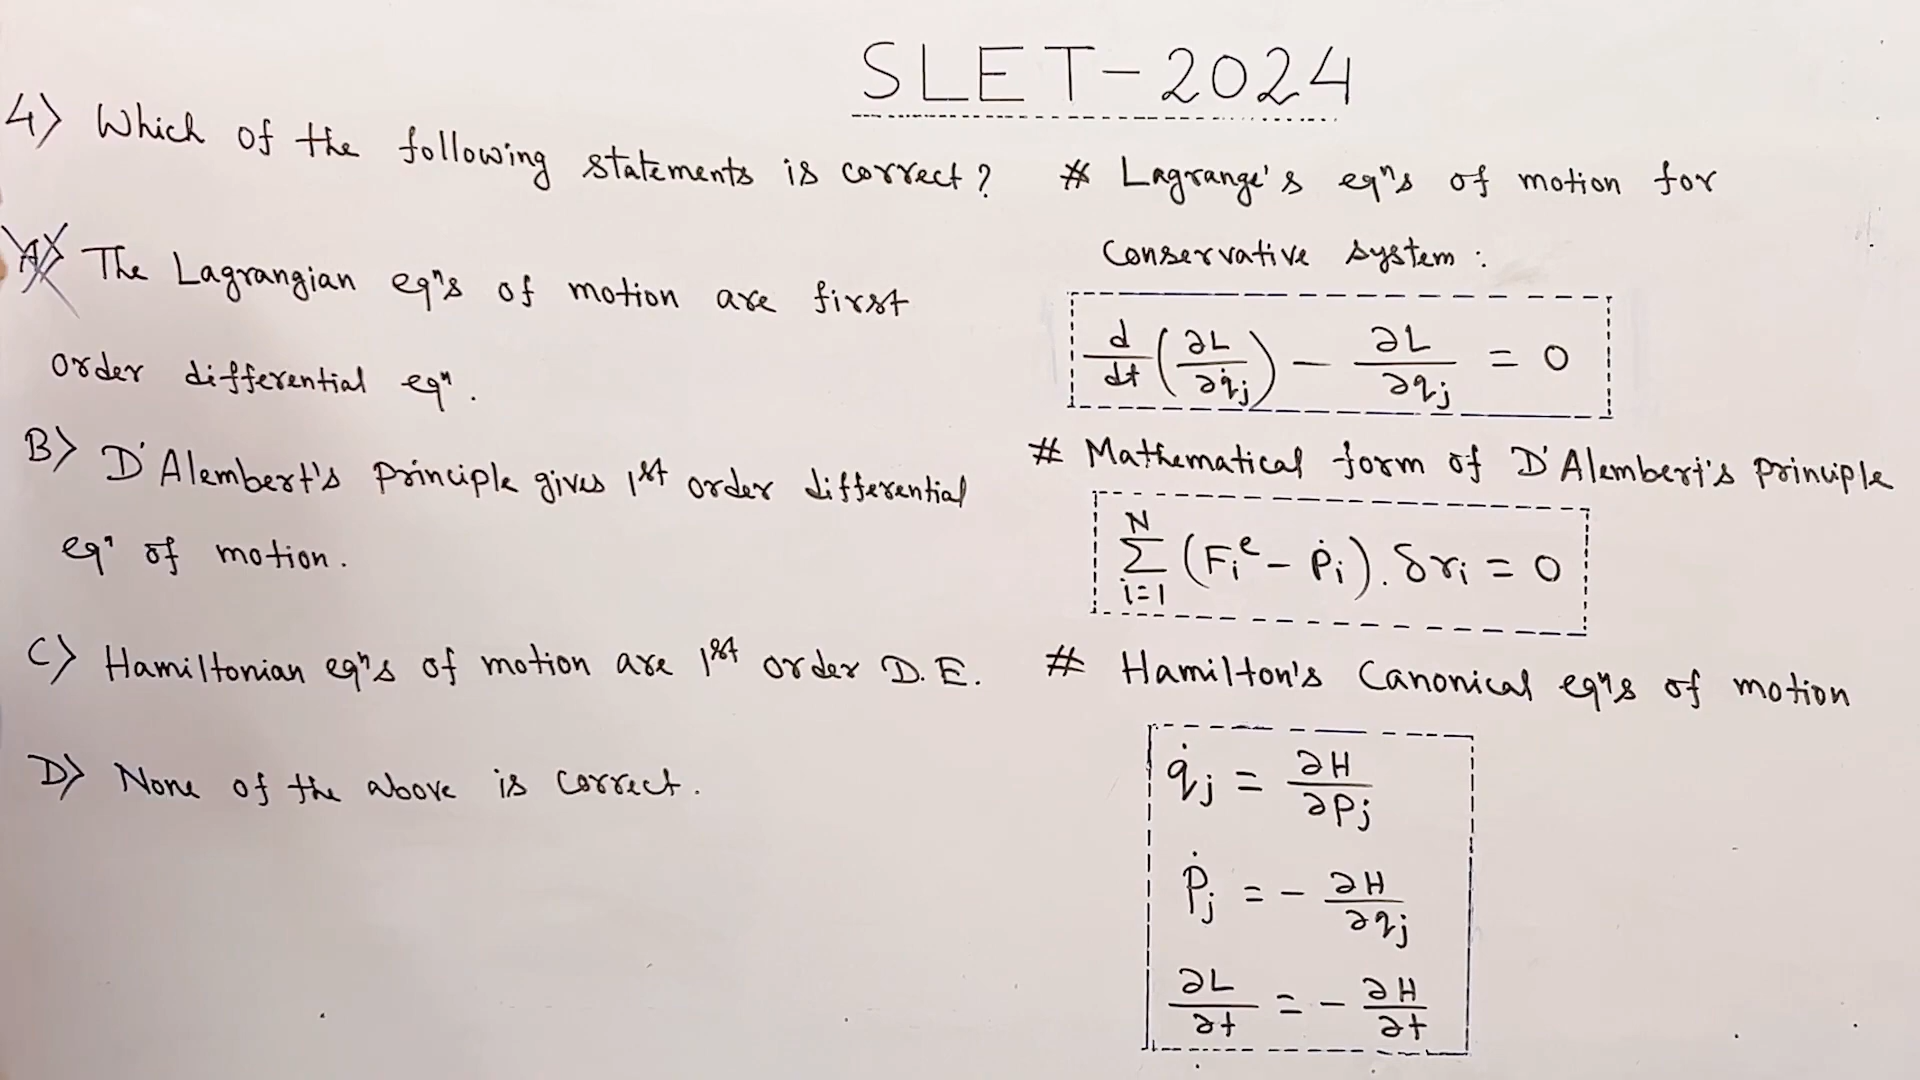 SLET-2024
4) Which of the following statements is correct?
A) The Lagrangian eqⁿs of motion are first
order differential eqⁿ.
B) D'Alembert's Principle gives 1st order differential
eqⁿ of motion.
C) Hamiltonian eqⁿs of motion are 1st order D.E.
D) None of the above is correct.
# Lagrange's eqⁿs of motion for
Conservative system :
d/dt (∂L/∂q̇j) - ∂L/∂qj = 0
# Mathematical form of D'Alembert's principle
N∑i=1 (Fiᵉ - Ṗi). δri = 0
# Hamilton's Canonical eqⁿs of motion
q̇j = ∂H/∂Pj
Ṗj = - ∂H/∂qj
∂L/∂t = - ∂H/∂t